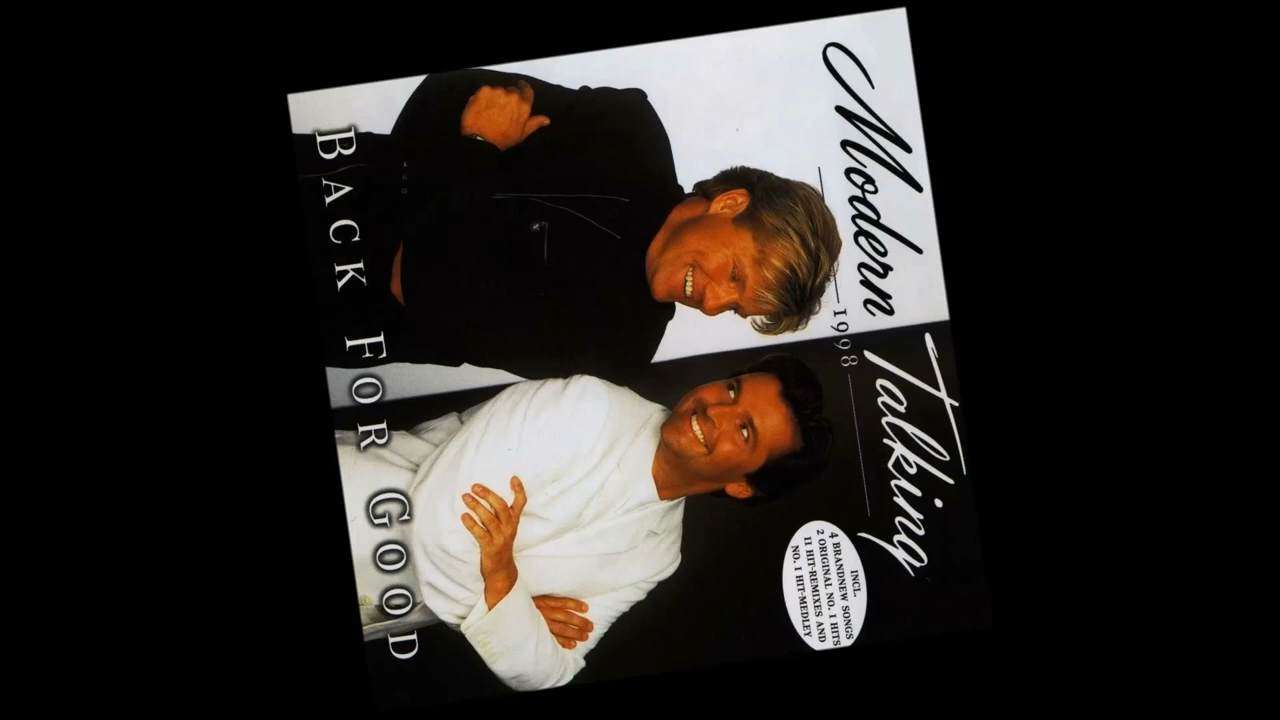 Modern Talking
1998
INCL.
4 BRANDNEW SONGS
2 ORIGINAL NO. 1 HITS
11 HIT-REMIXES AND
NO. 1 HIT-MEDLEY
BACK FOR GOOD